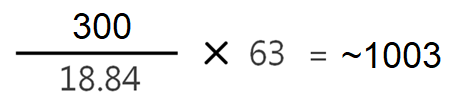 300
18.84 × 63 = ~1003